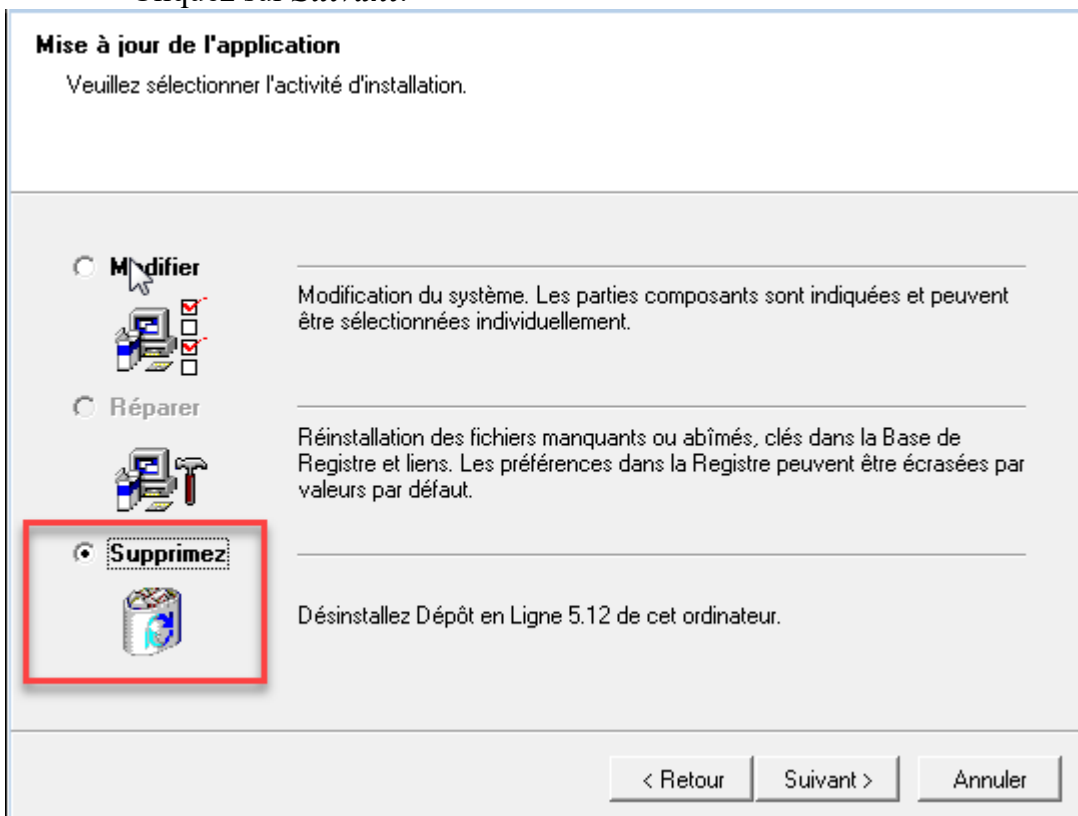 Cliquez sur Suivant.
Mise à jour de l'application
Veuillez sélectionner l'activité d'installation.
Modifier
Modification du système. Les parties composants sont indiquées et peuvent
être sélectionnées individuellement.
Réparer
Réinstallation des fichiers manquants ou abîmés, clés dans la Base de
Registre et liens. Les préférences dans la Registre peuvent être écrasées par
valeurs par défaut.
Supprimez
Désinstallez Dépôt en Ligne 5.12 de cet ordinateur.
< Retour Suivant > Annuler